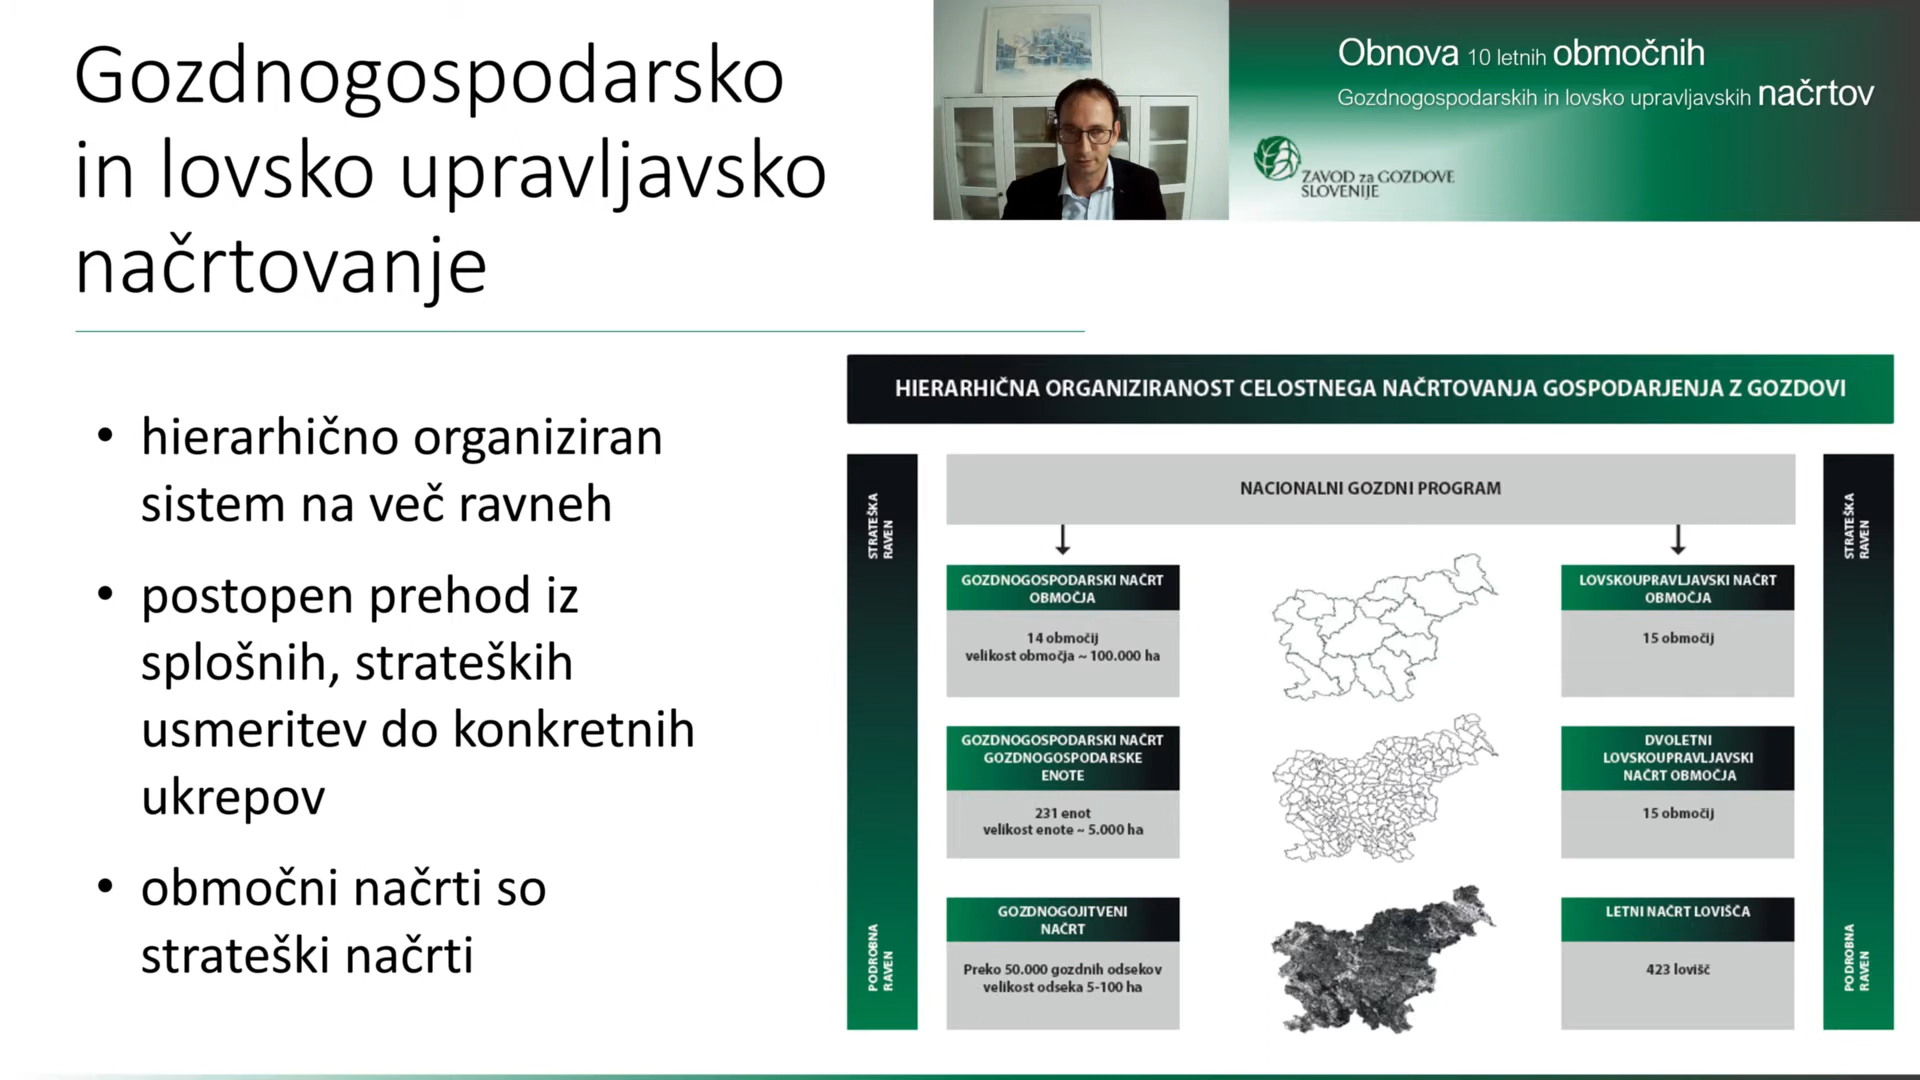 Gozdnogospodarsko
in lovsko upravljavsko
načrtovanje
Obnova 10 letnih območnih
Gozdnogospodarskih in lovsko upravljavskih načrtov
ZAVOD za GOZDOVE
SLOVENIJE
• hierarhično organiziran
sistem na več ravneh
• postopen prehod iz
splošnih, strateških
usmeritev do konkretnih
ukrepov
• območni načrti so
strateški načrti
HIERARHIČNA ORGANIZIRANOST CELOSTNEGA NAČRTOVANJA GOSPODARJENJA Z GOZDOVI
STRATEŠKA
RAVEN
PODROBNA
RAVEN
NACIONALNI GOZDNI PROGRAM
GOZDNOGOSPODARSKI NAČRT
OBMOČJA
14 območij
velikost območja ~ 100.000 ha
GOZDNOGOSPODARSKI NAČRT
GOZDNOGOSPODARSKE
ENOTE
231 enot
velikost enote ~ 5.000 ha
GOZDNOGOJITVENI
NAČRT
Preko 50.000 gozdnih odsekov
velikost odseka 5-100 ha
LOVSKOUPRAVLJAVSKI NAČRT
OBMOČJA
15 območij
DVOLETNI
LOVSKOUPRAVLJAVSKI
NAČRT OBMOČJA
15 območij
LETNI NAČRT LOVIŠČA
423 lovišč
STRATEŠKA
RAVEN
PODROBNA
RAVEN